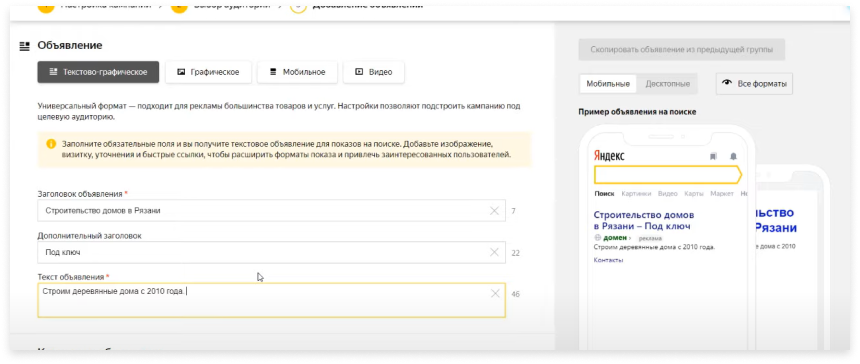 Объявление
Текстово-графическое
Графическое
Мобильное
Видео
Универсальный формат — подходит для рекламы большинства товаров и услуг. Настройки позволяют подстроить кампанию под
целевую аудиторию.
Заполните обязательные поля и вы получите текстовое объявление для показов на поиске. Добавьте изображение,
визитку, уточнения и быстрые ссылки, чтобы расширить форматы показа и привлечь заинтересованных пользователей.
Заголовок объявления *
Строительство домов в Рязани
7
Дополнительный заголовок
Под ключ
22
Текст объявления *
Строим деревянные дома с 2010 года.
46
Скопировать объявление из предыдущей группы
Мобильные
Десктопные
Все форматы
Пример объявления на поиске
Яндекс
Поиск Картинки Видео Карты Маркет
Строительство домов
в Рязани – Под ключ
домен реклама
Строим деревянные дома с 2010 года.
Контакты
ьство
Рязани
е дома с 2010